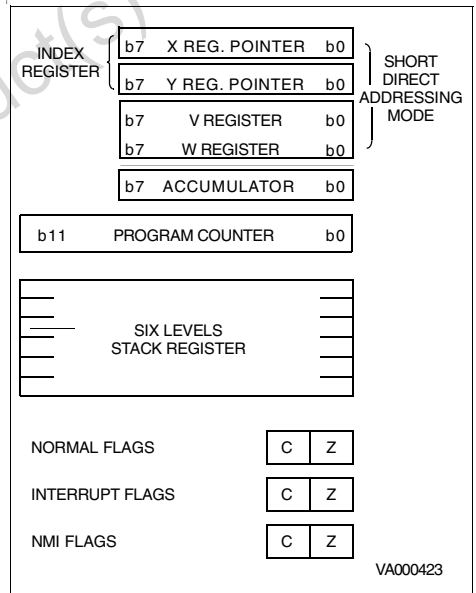 INDEX
REGISTER
b7 X REG. POINTER b0
b7 Y REG. POINTER b0
b7 V REGISTER b0
b7 W REGISTER b0
b7 ACCUMULATOR b0
SHORT
DIRECT
ADDRESSING
MODE
b11 PROGRAM COUNTER b0
SIX LEVELS
STACK REGISTER
NORMAL FLAGS C Z
INTERRUPT FLAGS C Z
NMI FLAGS C Z
VA000423